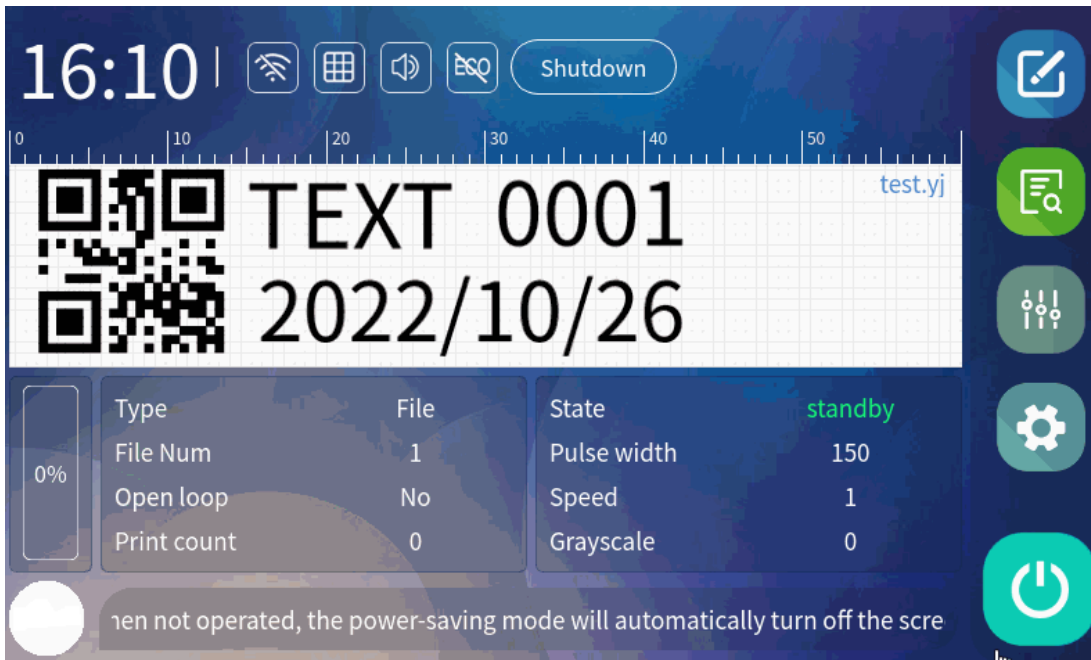 16:10 ECO Shutdown
0 10 20 30 40 50
test.yj
TEXT 0001
2022/10/26
0%
Type File
File Num 1
Open loop No
Print count 0
State standby
Pulse width 150
Speed 1
Grayscale 0
not operated, the power-saving mode will automatically turn off the